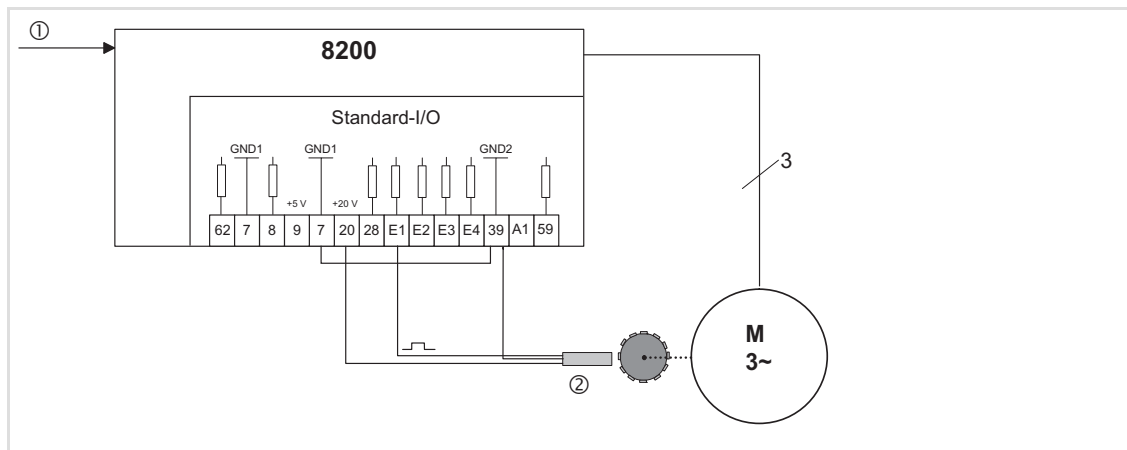 ①
8200
Standard-I/O
GND1 GND1 GND2
+5 V +20 V
62 7 8 9 7 20 28 E1 E2 E3 E4 39 A1 59
3
M
3~
②